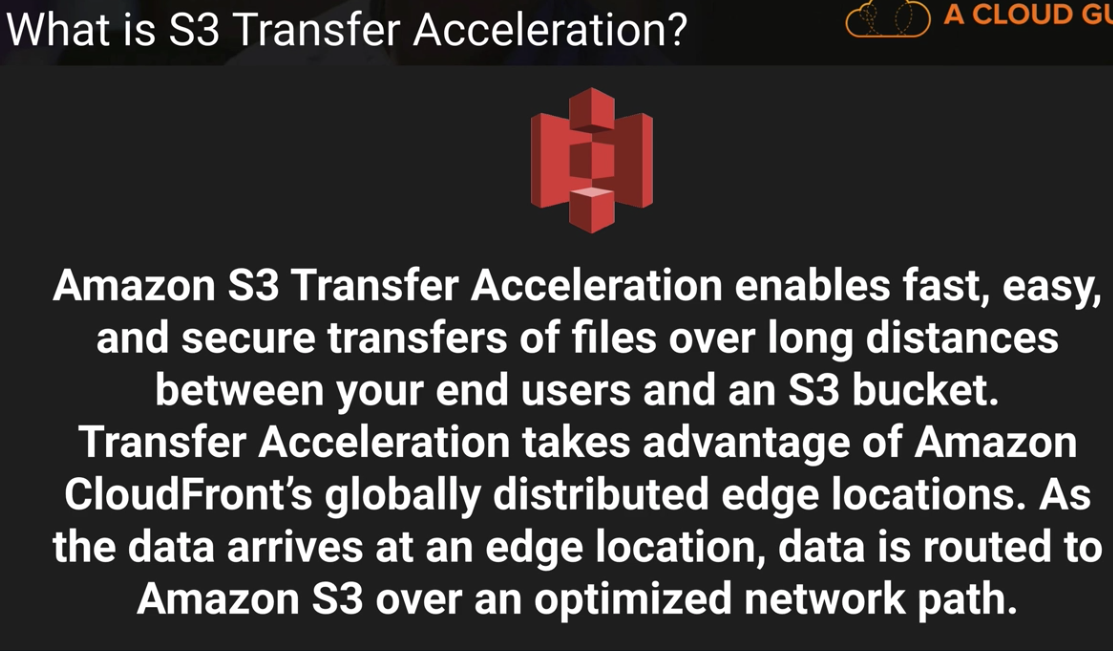 What is S3 Transfer Acceleration?
A CLOUD
Amazon S3 Transfer Acceleration enables fast, easy,
and secure transfers of files over long distances
between your end users and an S3 bucket.
Transfer Acceleration takes advantage of Amazon
CloudFront’s globally distributed edge locations. As
the data arrives at an edge location, data is routed to
Amazon S3 over an optimized network path.